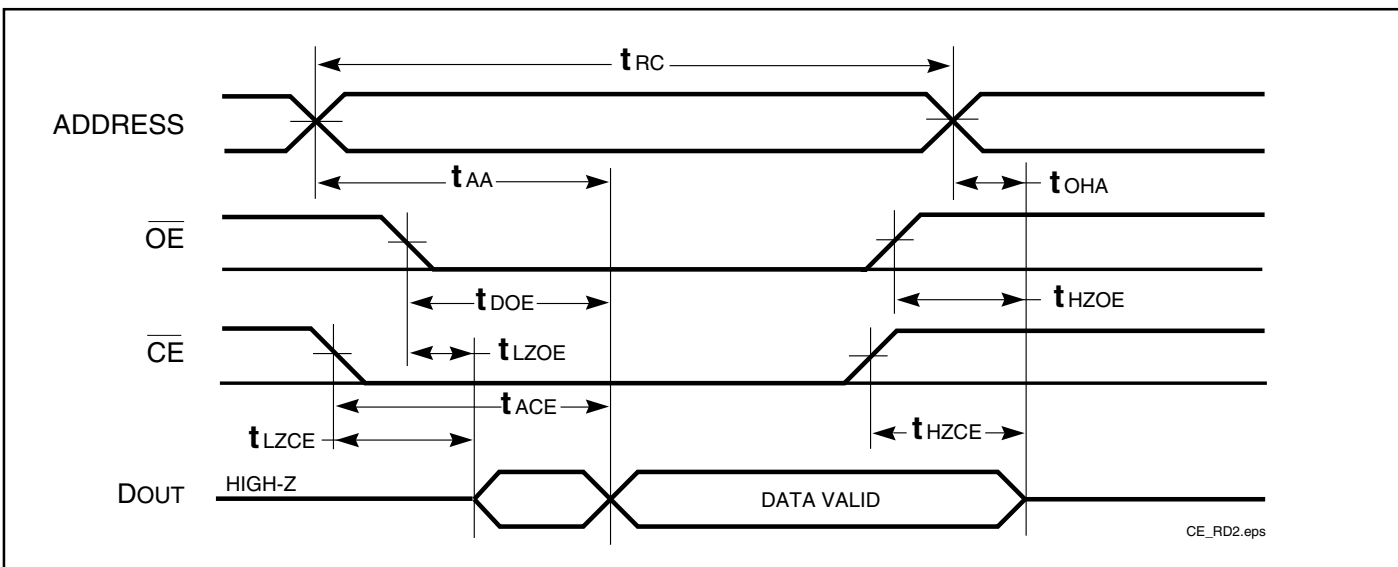 tRC
ADDRESS
tAA
tOHA
OE
tDOE
tHZOE
CE
tLZOE
tACE
tLZCE
tHZCE
DOUT
HIGH-Z
DATA VALID
CE_RD2.eps